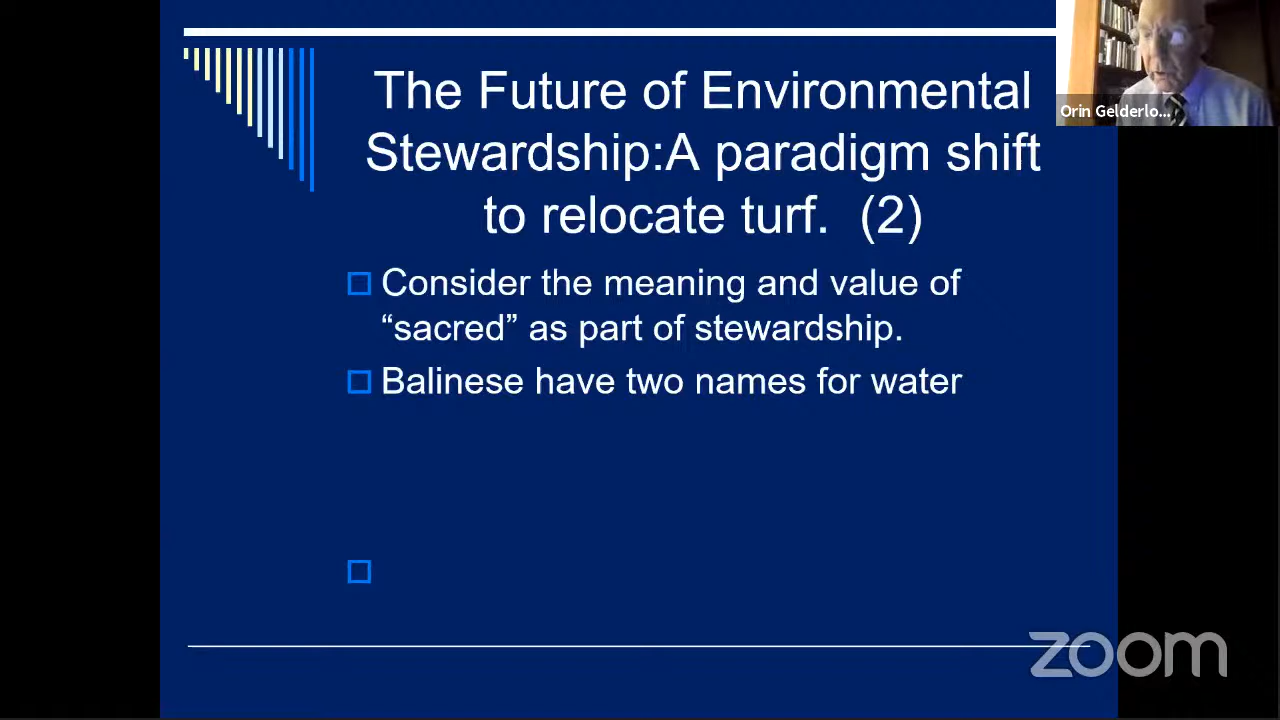 The Future of Environmental
Stewardship:A paradigm shift
to relocate turf. (2)
Consider the meaning and value of
“sacred” as part of stewardship.
Balinese have two names for water
Orin Gelderlo...
zoom